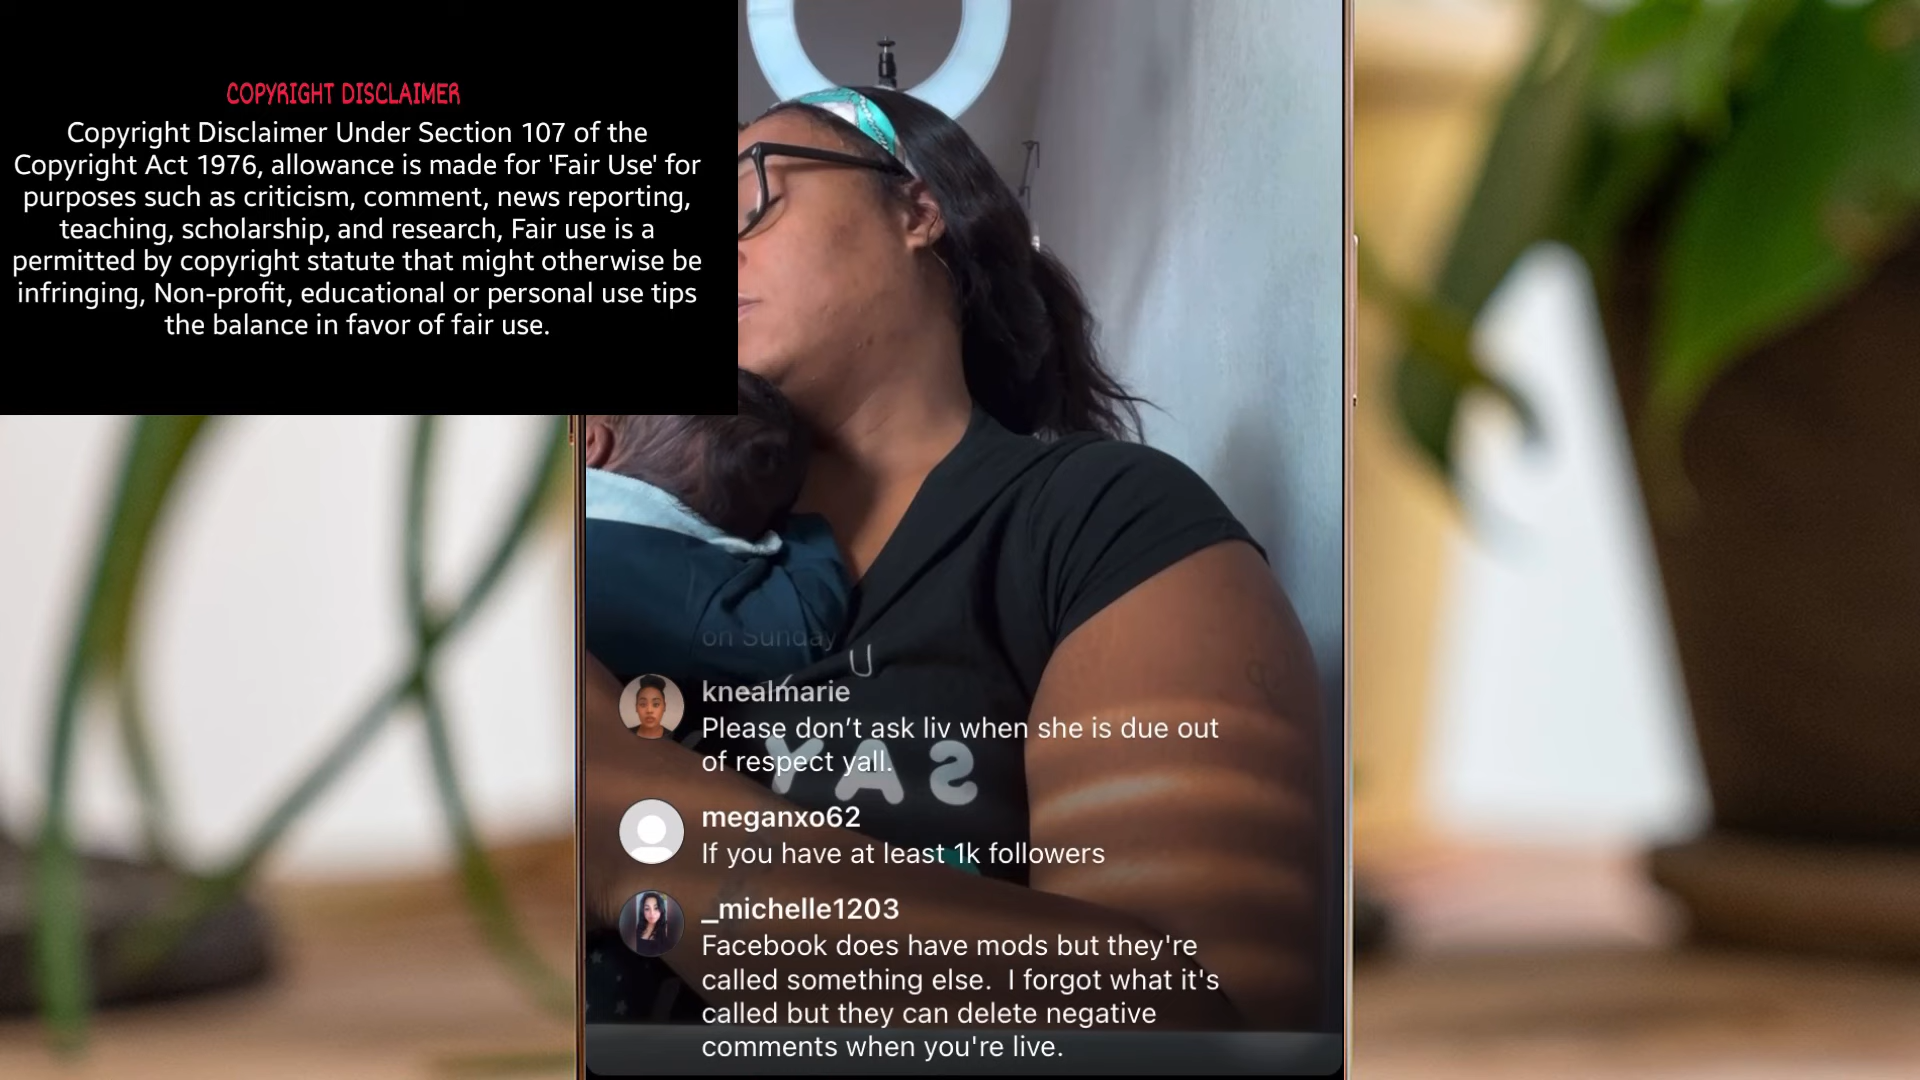 COPYRIGHT DISCLAIMER
Copyright Disclaimer Under Section 107 of the
Copyright Act 1976, allowance is made for 'Fair Use' for
purposes such as criticism, comment, news reporting,
teaching, scholarship, and research, Fair use is a
permitted by copyright statute that might otherwise be
infringing, Non-profit, educational or personal use tips
the balance in favor of fair use.
on Sunday
U
knealmarie
Please don’t ask liv when she is due out
of respect yall.
SAY
meganxo62
If you have at least 1k followers
_michelle1203
Facebook does have mods but they're
called something else.  I forgot what it's
called but they can delete negative
comments when you're live.